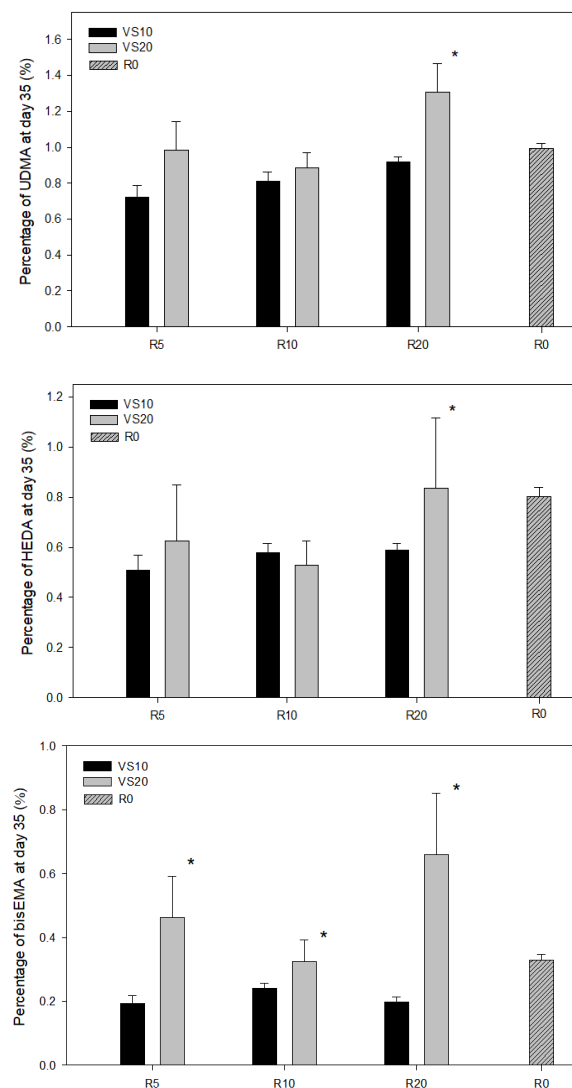 Percentage of UDMA at day 35 (%)
1.6
1.4
1.2
1.0
0.8
0.6
0.4
0.2
0.0
VS10
VS20
R0
*
R5 R10 R20 R0
Percentage of HEDA at day 35 (%)
1.2
1.0
0.8
0.6
0.4
0.2
0.0
VS10
VS20
R0
*
R5 R10 R20 R0
Percentage of bisEMA at day 35 (%)
1.0
0.8
0.6
0.4
0.2
0.0
VS10
VS20
R0
*
*
*
R5 R10 R20 R0